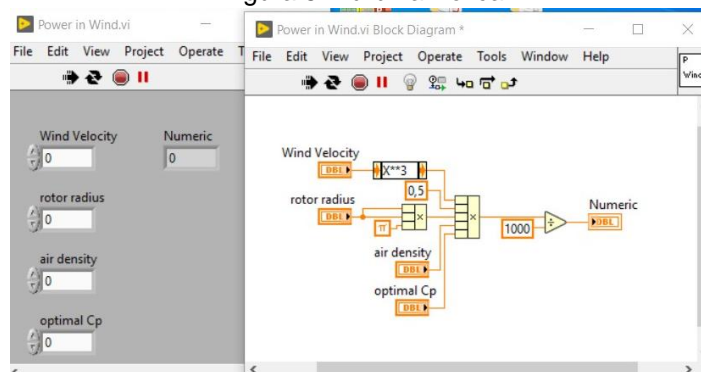 Power in Wind.vi
File Edit View Project Operate
Wind Velocity
0
Numeric
0
rotor radius
0
air density
0
optimal Cp
0
Power in Wind.vi Block Diagram *
File Edit View Project Operate Tools Window Help
P
Wind Velocity
DBL
X**3
0,5
rotor radius
DBL
π
×
×
1000
÷
Numeric
DBL
air density
DBL
optimal Cp
DBL